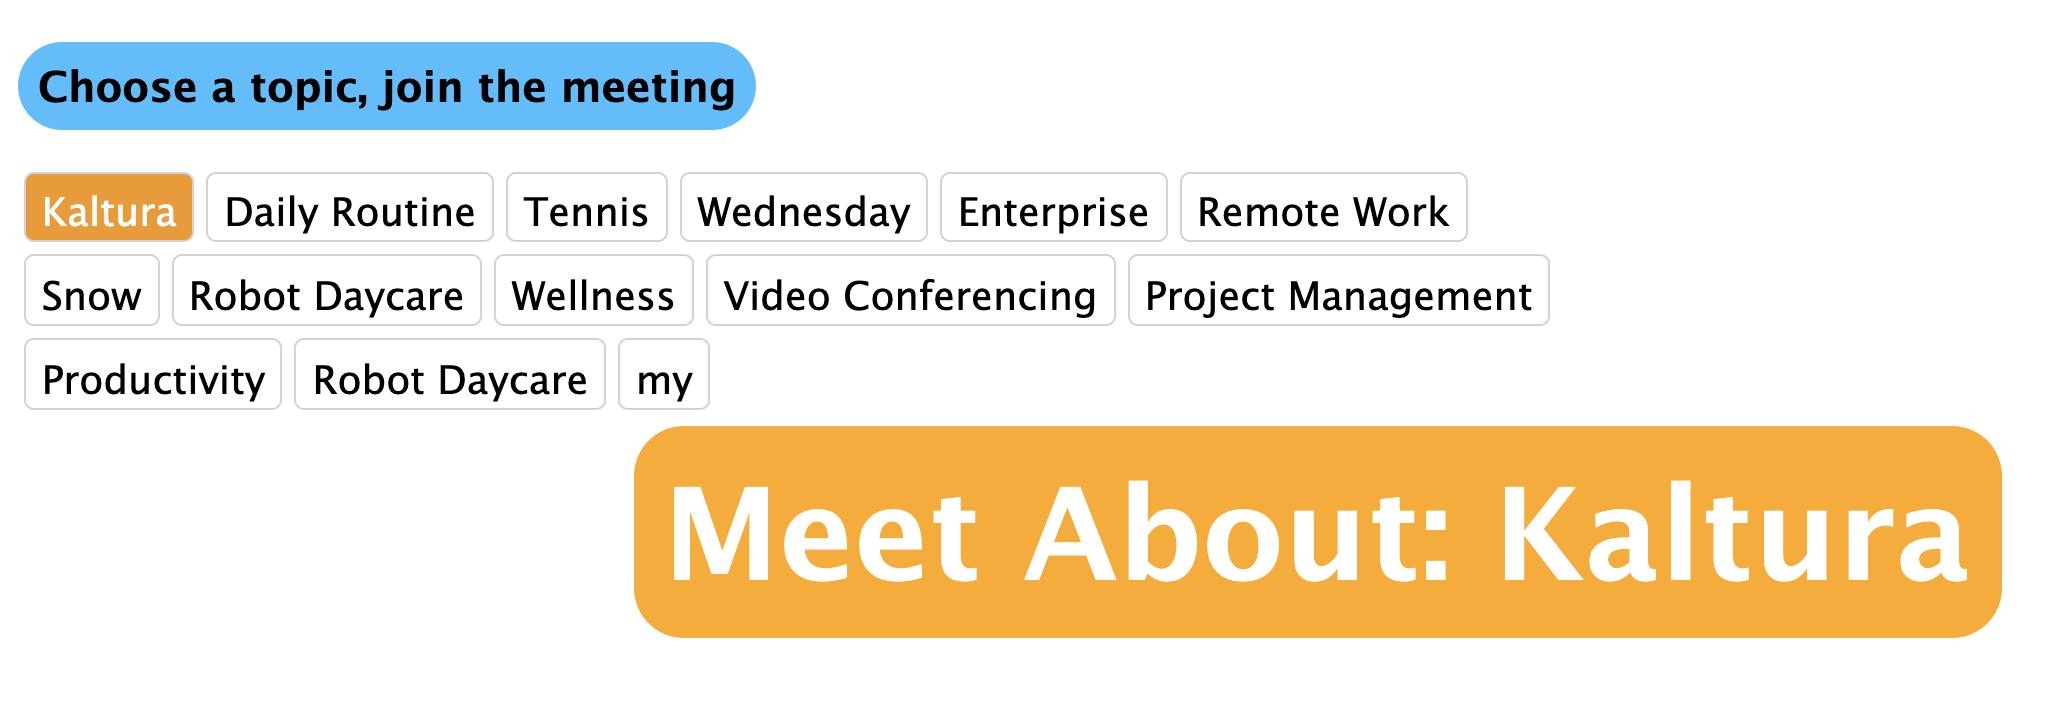 Choose a topic, join the meeting
Kaltura Daily Routine Tennis Wednesday Enterprise Remote Work
Snow Robot Daycare Wellness Video Conferencing Project Management
Productivity Robot Daycare my
Meet About: Kaltura